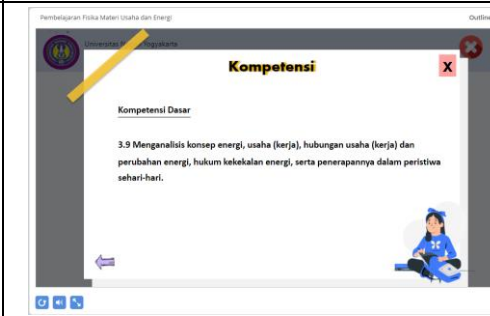 Pembelajaran Fisika Materi Usaha dan Energi
Outline
Universitas Yogyakarta
Kompetensi
X
Kompetensi Dasar
3.9 Menganalisis konsep energi, usaha (kerja), hubungan usaha (kerja) dan
perubahan energi, hukum kekekalan energi, serta penerapannya dalam peristiwa
sehari-hari.